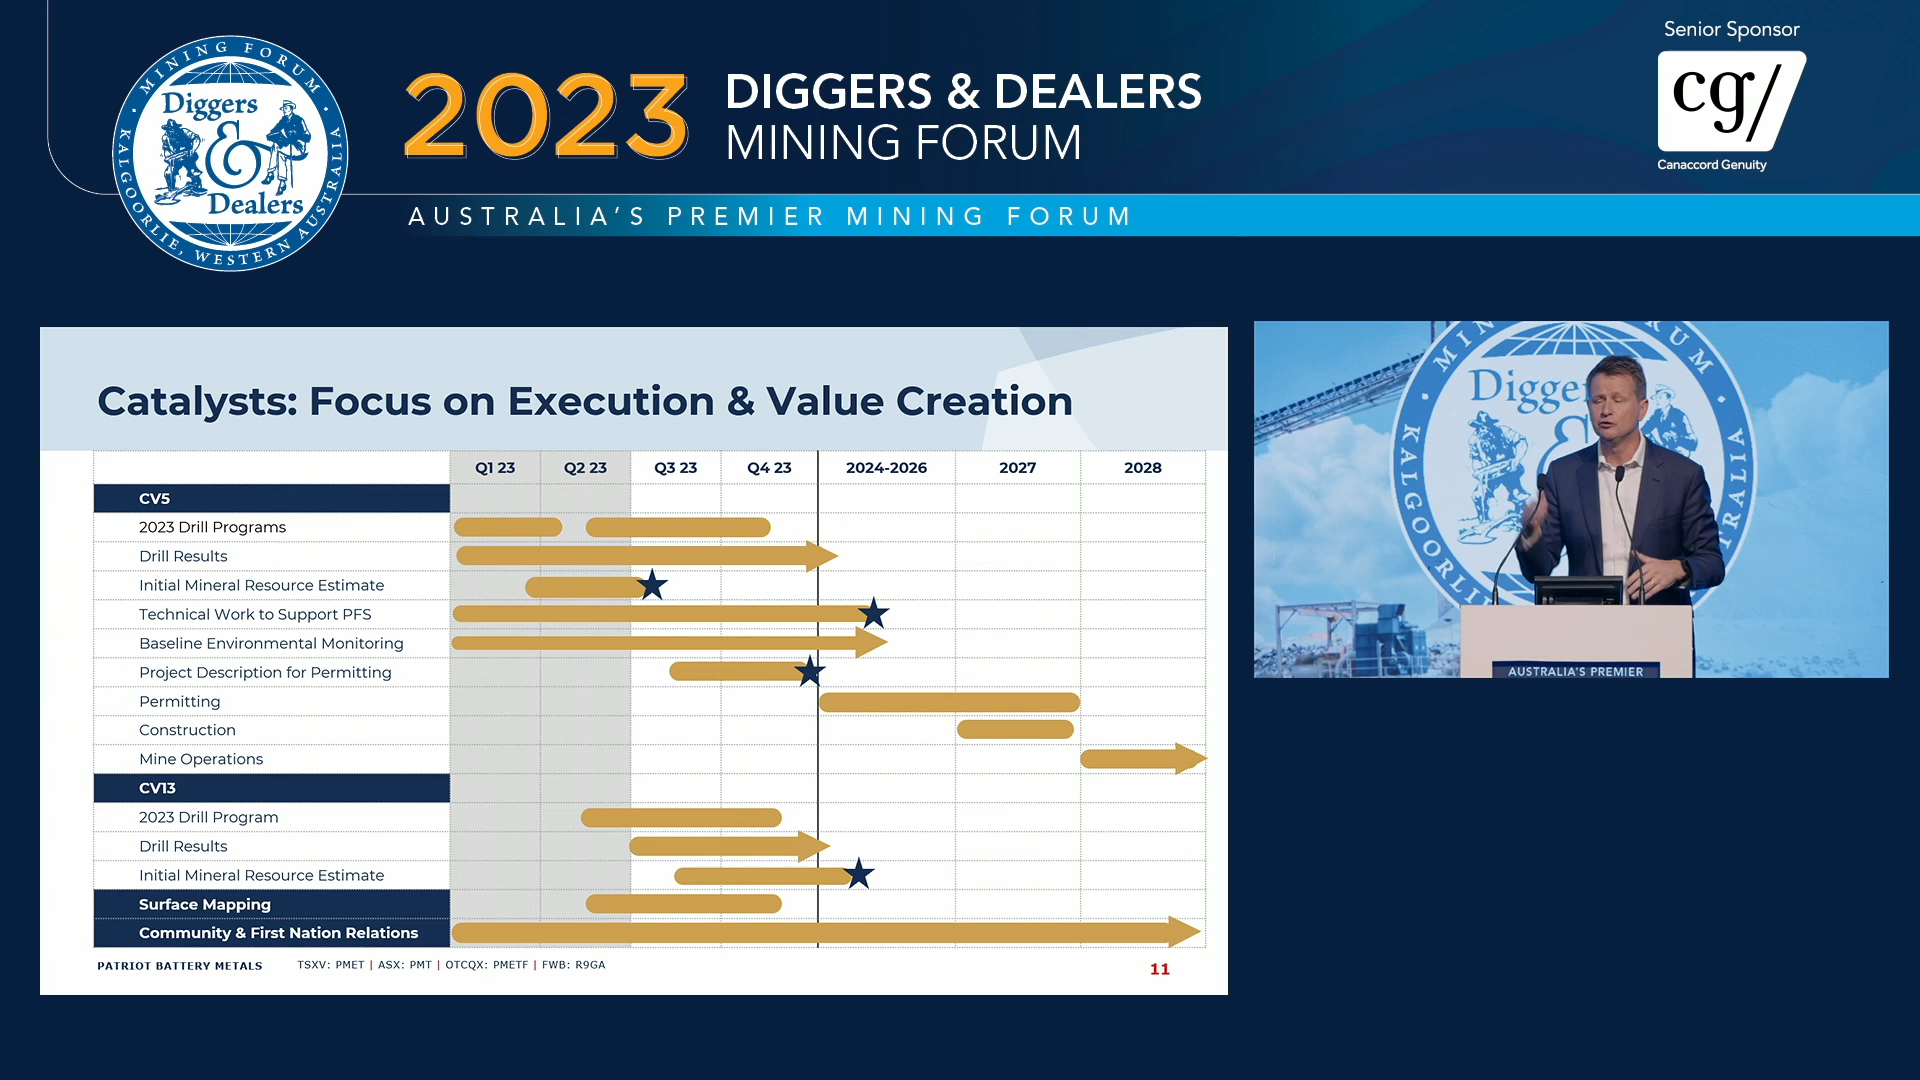 MINING FORUM
Diggers
&
Dealers
KALGOORLIE, WESTERN AUSTRALIA
2023 DIGGERS & DEALERS
MINING FORUM
AUSTRALIA'S PREMIER MINING FORUM
Senior Sponsor
cg/
Canaccord Genuity
Catalysts: Focus on Execution & Value Creation
Q1 23 Q2 23 Q3 23 Q4 23 2024-2026 2027 2028
CV5
2023 Drill Programs
Drill Results
Initial Mineral Resource Estimate
Technical Work to Support PFS
Baseline Environmental Monitoring
Project Description for Permitting
Permitting
Construction
Mine Operations
CV13
2023 Drill Program
Drill Results
Initial Mineral Resource Estimate
Surface Mapping
Community & First Nation Relations
PATRIOT BATTERY METALS TSXV: PMET | ASX: PMT | OTCQX: PMETF | FWB: R9GA
11
MIN RUM
Digge
&
KALGOORLI ALIA
AUSTRALIA'S PREMIER